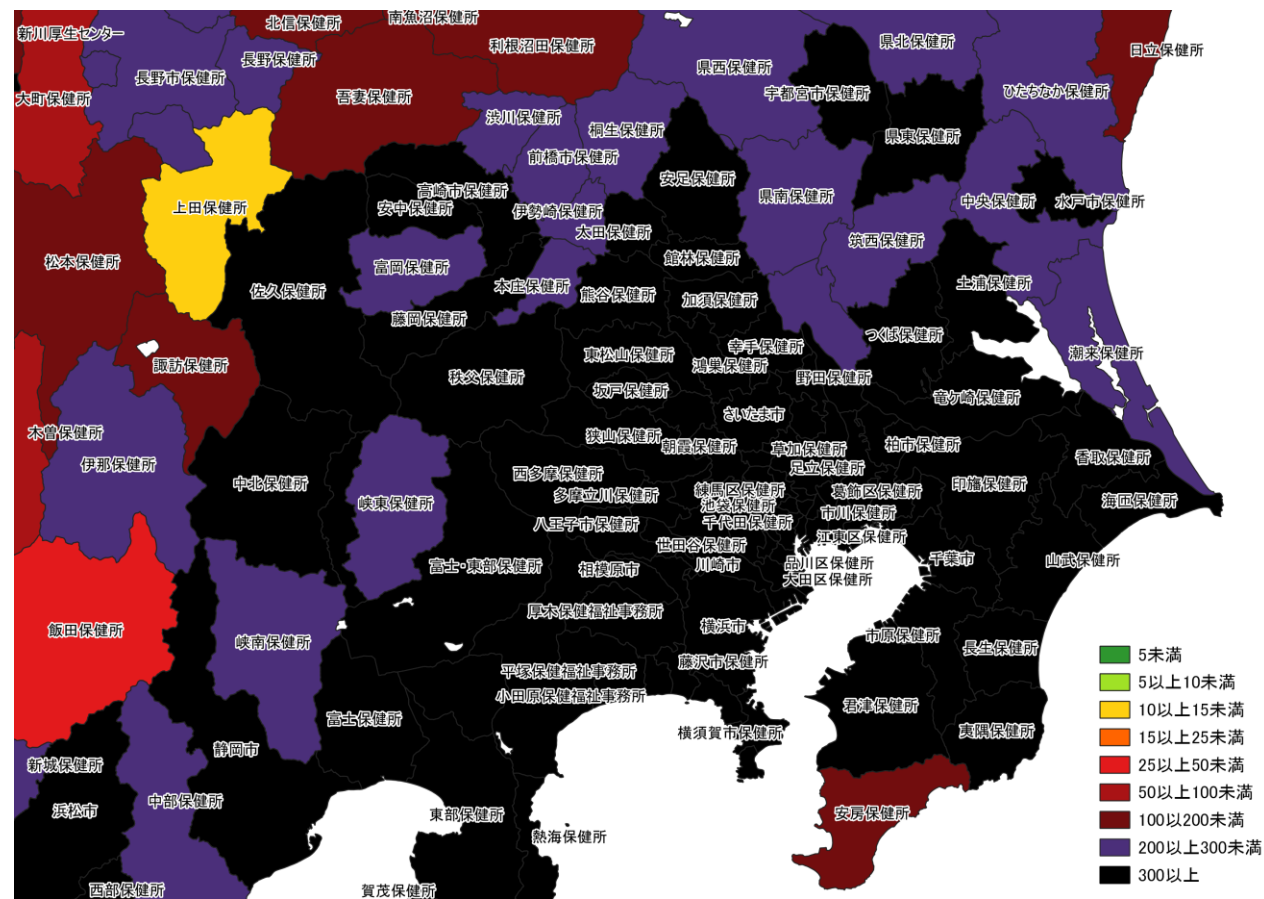 新川厚生センター
北信保健所
南魚沼保健所
利根沼田保健所
県北保健所
日立保健所
長野保健所
長野市保健所
県西保健所
大町保健所
吾妻保健所
宇都宮市保健所
ひたちなか保健所
渋川保健所
桐生保健所
県東保健所
前橋市保健所
安足保健所
高崎市保健所
県南保健所
中央保健所
水戸市保健所
上田保健所
安中保健所
伊勢崎保健所
太田保健所
筑西保健所
松本保健所
富岡保健所
館林保健所
佐久保健所
本庄保健所
熊谷保健所
加須保健所
土浦保健所
藤岡保健所
つくば保健所
東松山保健所
幸手保健所
鴻巣保健所
潮来保健所
諏訪保健所
秩父保健所
野田保健所
坂戸保健所
竜ケ崎保健所
さいたま市
木曽保健所
狭山保健所
朝霞保健所
草加保健所
柏市保健所
伊那保健所
足立保健所
香取保健所
中北保健所
西多摩保健所
印旛保健所
峡東保健所
多摩立川保健所
練馬区保健所
葛飾区保健所
池袋保健所
海匝保健所
八王子市保健所
千代田保健所
市川保健所
世田谷保健所
江東区保健所
富士・東部保健所
相模原市
川崎市
品川区保健所
千葉市
山武保健所
大田区保健所
厚木保健福祉事務所
飯田保健所
峡南保健所
横浜市
市原保健所
長生保健所
藤沢市保健所
平塚保健福祉事務所
小田原保健福祉事務所
君津保健所
富士保健所
横須賀市保健所
夷隅保健所
静岡市
新城保健所
中部保健所
浜松市
東部保健所
安房保健所
熱海保健所
西部保健所
賀茂保健所
5未満
5以上10未満
10以上15未満
15以上25未満
25以上50未満
50以上100未満
100以200未満
200以上300未満
300以上